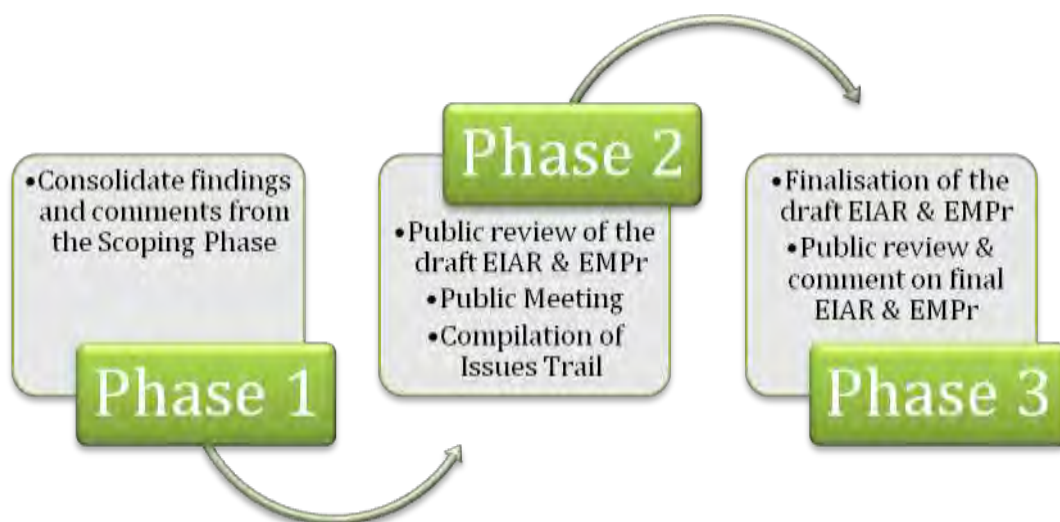 •Consolidate findings
and comments from
the Scoping Phase
Phase 1
Phase 2
•Public review of the
draft EIAR & EMPr
•Public Meeting
•Compilation of
Issues Trail
•Finalisation of the
draft EIAR & EMPr
•Public review &
comment on final
EIAR & EMPr
Phase 3